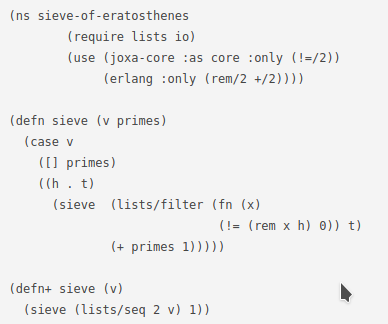 (ns sieve-of-eratosthenes
        (require lists io)
        (use (joxa-core :as core :only (!=/2))
             (erlang :only (rem/2 +/2))))

(defn sieve (v primes)
  (case v
    ([] primes)
    ((h . t)
      (sieve  (lists/filter (fn (x)
                             (!= (rem x h) 0)) t)
              (+ primes 1)))))

(defn+ sieve (v)
  (sieve (lists/seq 2 v) 1))